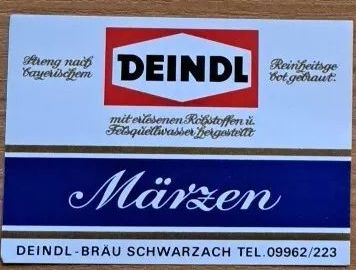 Streng nach
bayerischem
DEINDL
Reinheitsge
bot gebraut.
mit erlesenen Rohstoffen u.
Felsquellwasser hergestellt
Märzen
DEINDL-BRÄU SCHWARZACH TEL. 09962/223